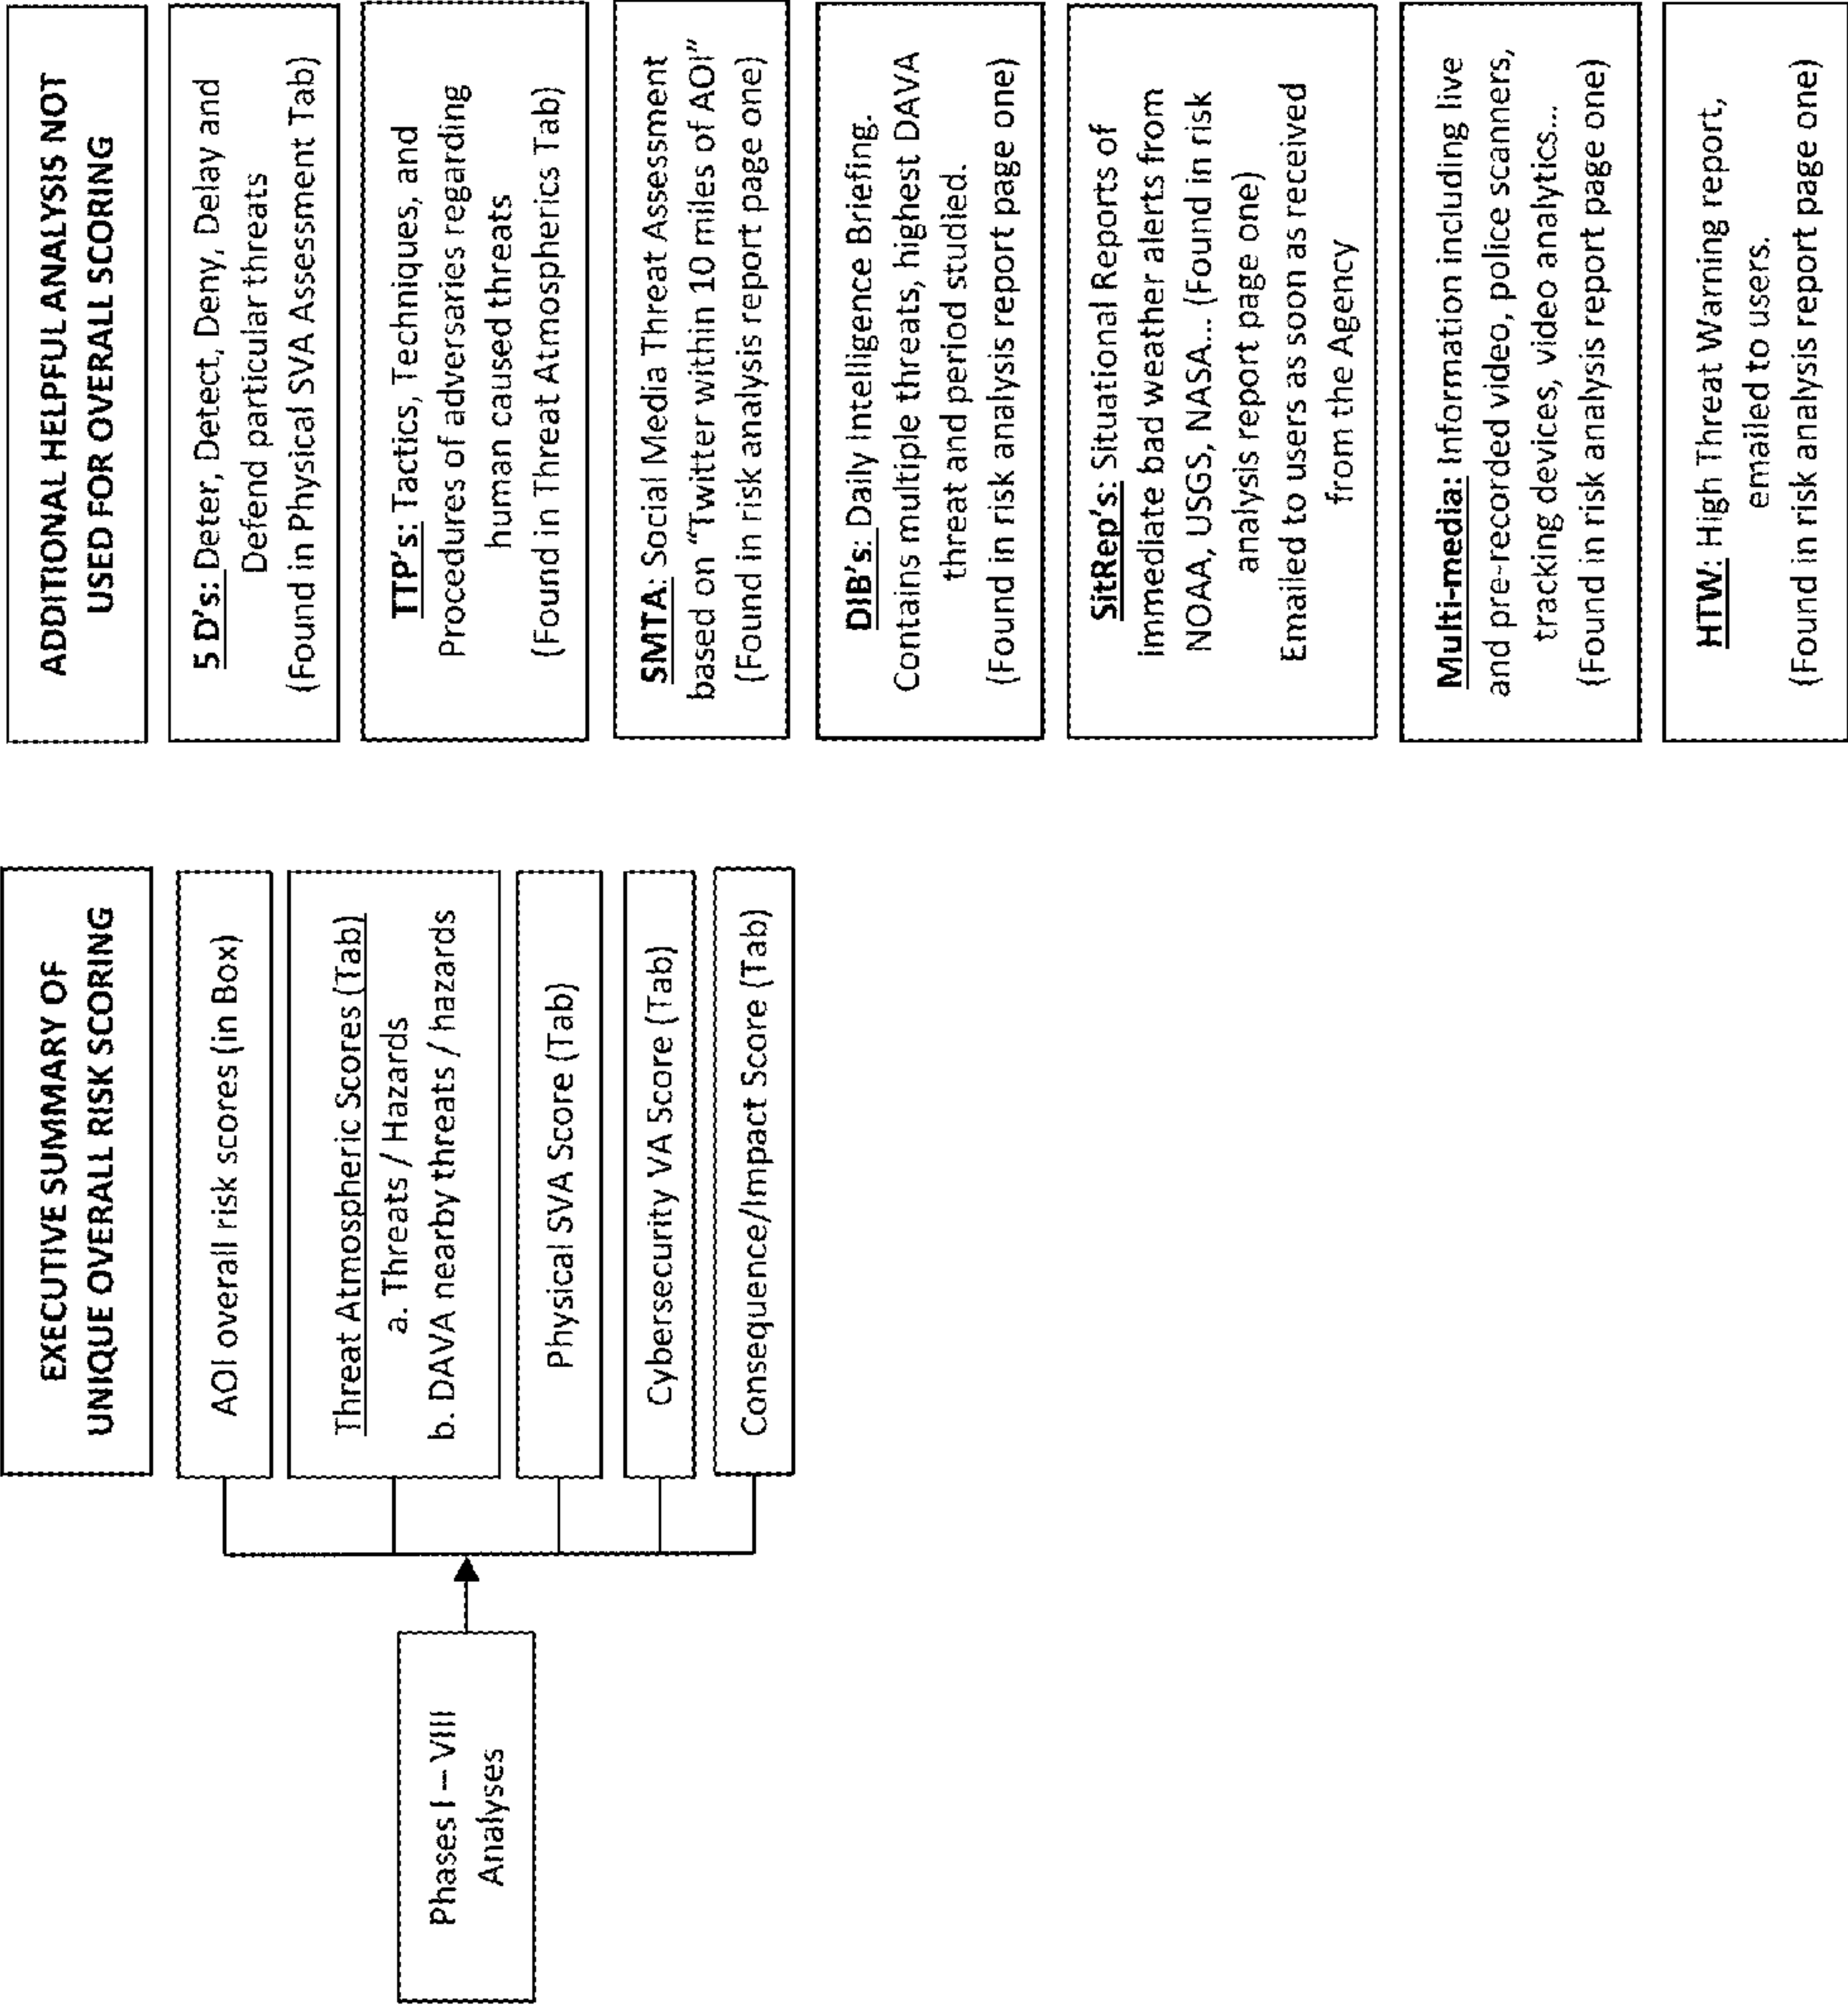 Phases I – VIII
Analyses
EXECUTIVE SUMMARY OF
UNIQUE OVERALL RISK SCORING
AOI overall risk scores (in Box)
Threat Atmospheric Scores (Tab)
a. Threats / Hazards
b. DAVA nearby threats / hazards
Physical SVA Score (Tab)
Cybersecurity VA Score (Tab)
Consequence/Impact Score (Tab)
ADDITIONAL HELPFUL ANALYSIS NOT
USED FOR OVERALL SCORING
5 D's: Deter, Detect, Deny, Delay and
Defend particular threats
(Found in Physical SVA Assessment Tab)
TTP's: Tactics, Techniques, and
Procedures of adversaries regarding
human caused threats
(Found in Threat Atmospherics Tab)
SMTA: Social Media Threat Assessment
based on "Twitter within 10 miles of AOI"
(Found in risk analysis report page one)
DIB's: Daily Intelligence Briefing.
Contains multiple threats, highest DAVA
threat and period studied.
(Found in risk analysis report page one)
SitRep's: Situational Reports of
immediate bad weather alerts from
NOAA, USGS, NASA... (Found in risk
analysis report page one)
Emailed to users as soon as received
from the Agency
Multi-media: Information including live
and pre-recorded video, police scanners,
tracking devices, video analytics...
(Found in risk analysis report page one)
HTW: High Threat Warning report,
emailed to users.
(Found in risk analysis report page one)